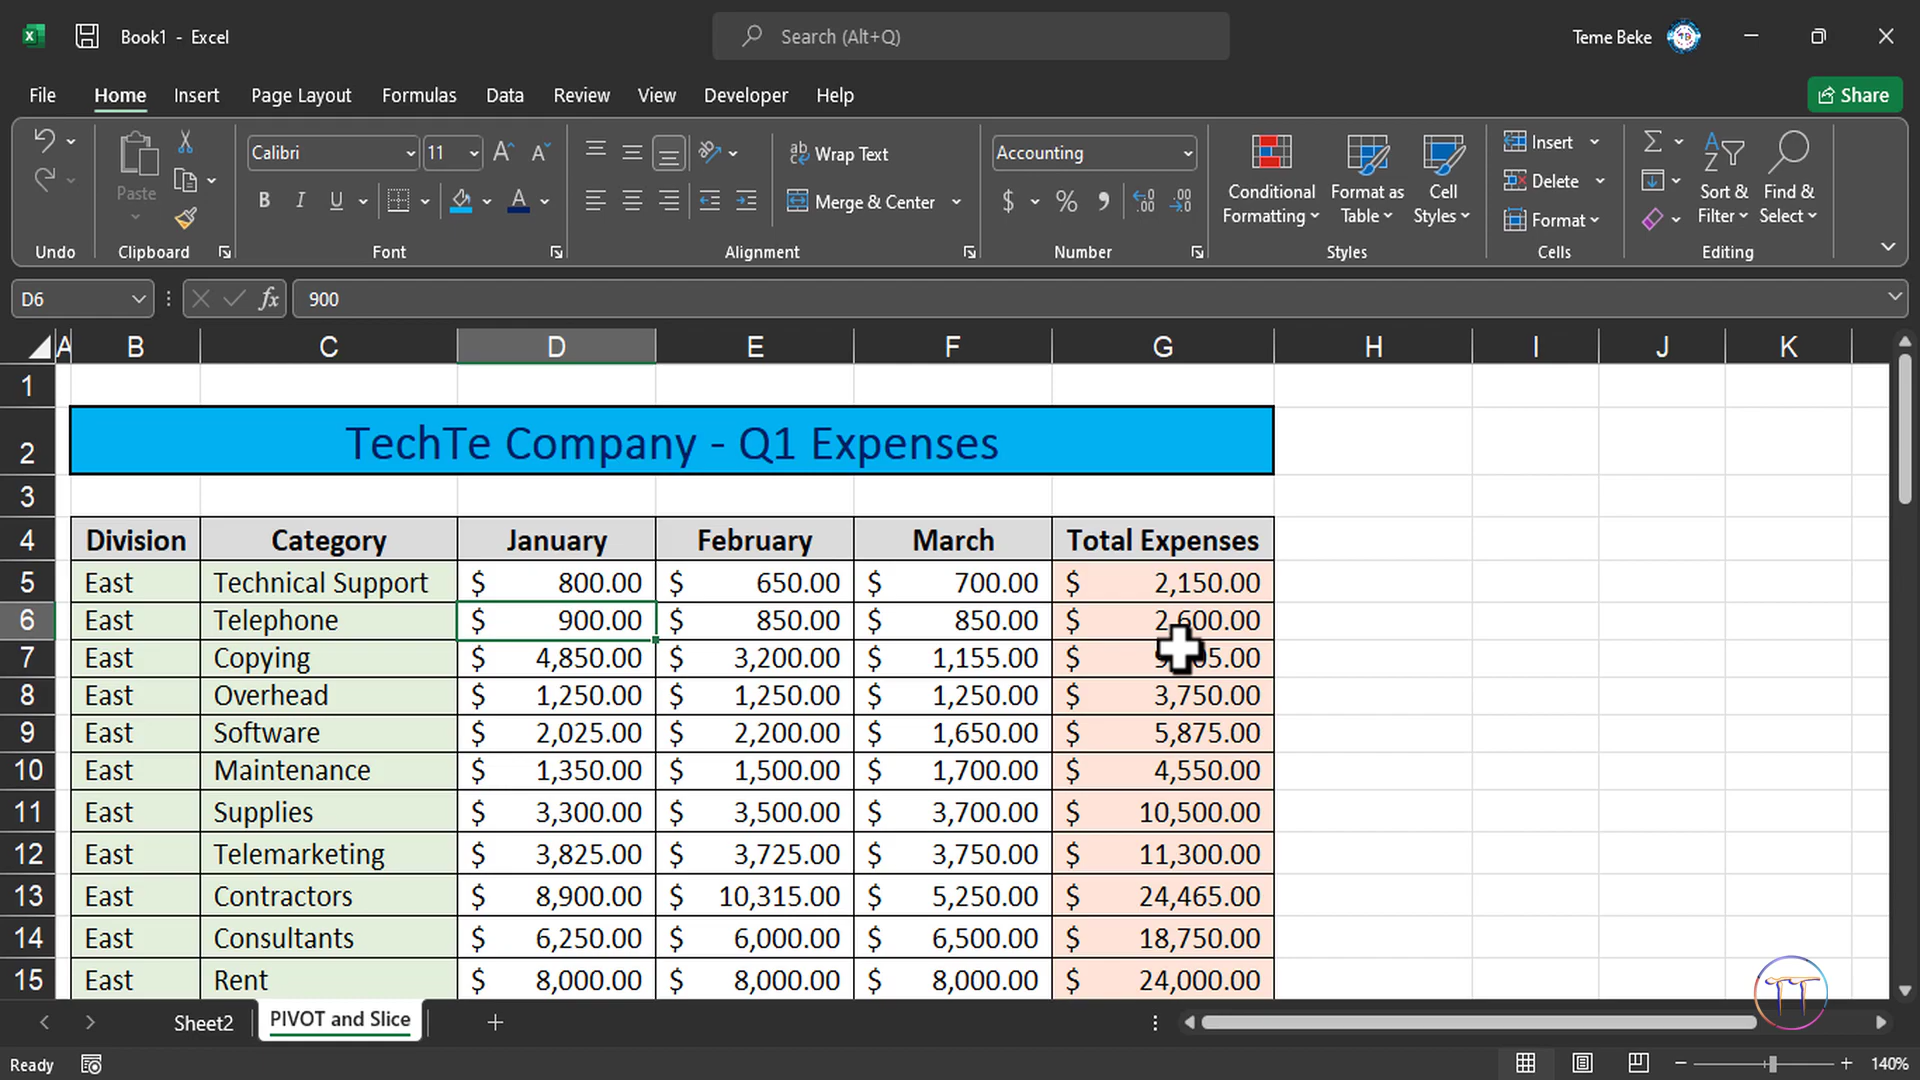 Book1 - Excel
Search (Alt+Q)
Teme Beke
File Home Insert Page Layout Formulas Data Review View Developer Help
Share
Paste
Calibri 11
B I U
Wrap Text
Merge & Center
Accounting
$ %
Conditional Formatting
Format as Table
Cell Styles
Insert
Delete
Format
Sort & Filter
Find & Select
Undo Clipboard Font Alignment Number Styles Cells Editing
D6 fx 900
A B C D E F G H I J K
1
2 TechTe Company - Q1 Expenses
3
4 Division Category January February March Total Expenses
5 East Technical Support $ 800.00 $ 650.00 $ 700.00 $ 2,150.00
6 East Telephone $ 900.00 $ 850.00 $ 850.00 $ 2,600.00
7 East Copying $ 4,850.00 $ 3,200.00 $ 1,155.00 $
8 East Overhead $ 1,250.00 $ 1,250.00 $ 1,250.00 $ 3,750.00
9 East Software $ 2,025.00 $ 2,200.00 $ 1,650.00 $ 5,875.00
10 East Maintenance $ 1,350.00 $ 1,500.00 $ 1,700.00 $ 4,550.00
11 East Supplies $ 3,300.00 $ 3,500.00 $ 3,700.00 $ 10,500.00
12 East Telemarketing $ 3,825.00 $ 3,725.00 $ 3,750.00 $ 11,300.00
13 East Contractors $ 8,900.00 $ 10,315.00 $ 5,250.00 $ 24,465.00
14 East Consultants $ 6,250.00 $ 6,000.00 $ 6,500.00 $ 18,750.00
15 East Rent $ 8,000.00 $ 8,000.00 $ 8,000.00 $ 24,000.00
Sheet2 PIVOT and Slice
Ready 140%